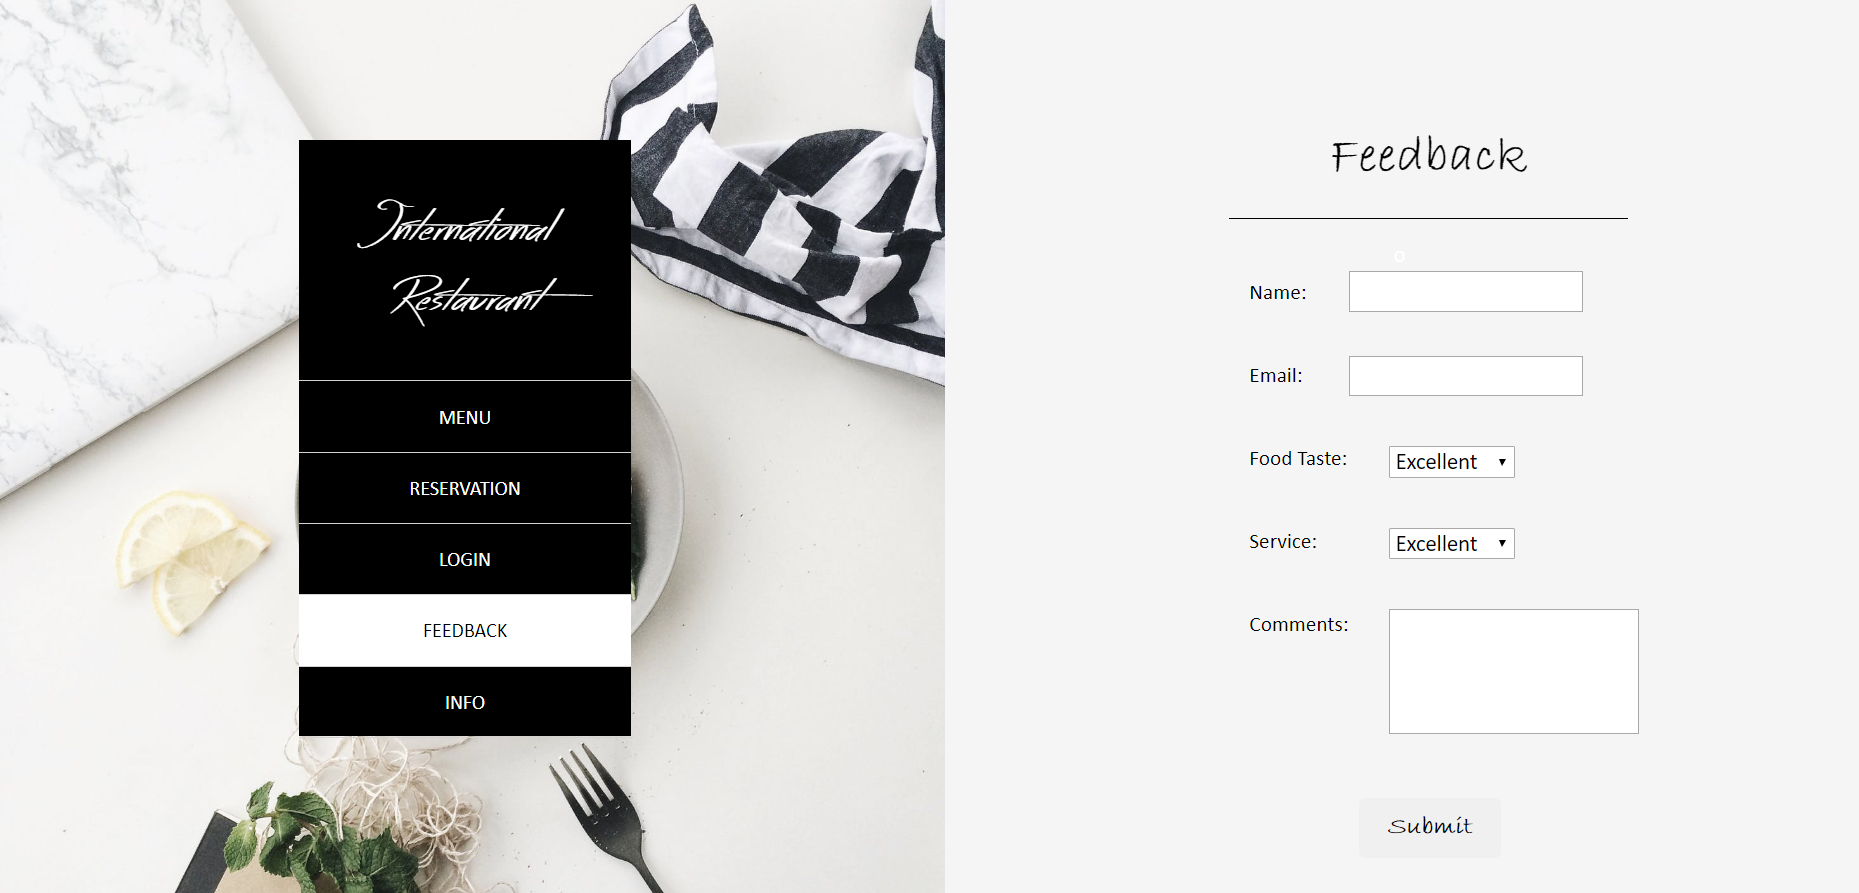 International
Restaurant
MENU
RESERVATION
LOGIN
FEEDBACK
INFO
Feedback
o
Name:
Email:
Food Taste: Excellent
Service: Excellent
Comments:
Submit